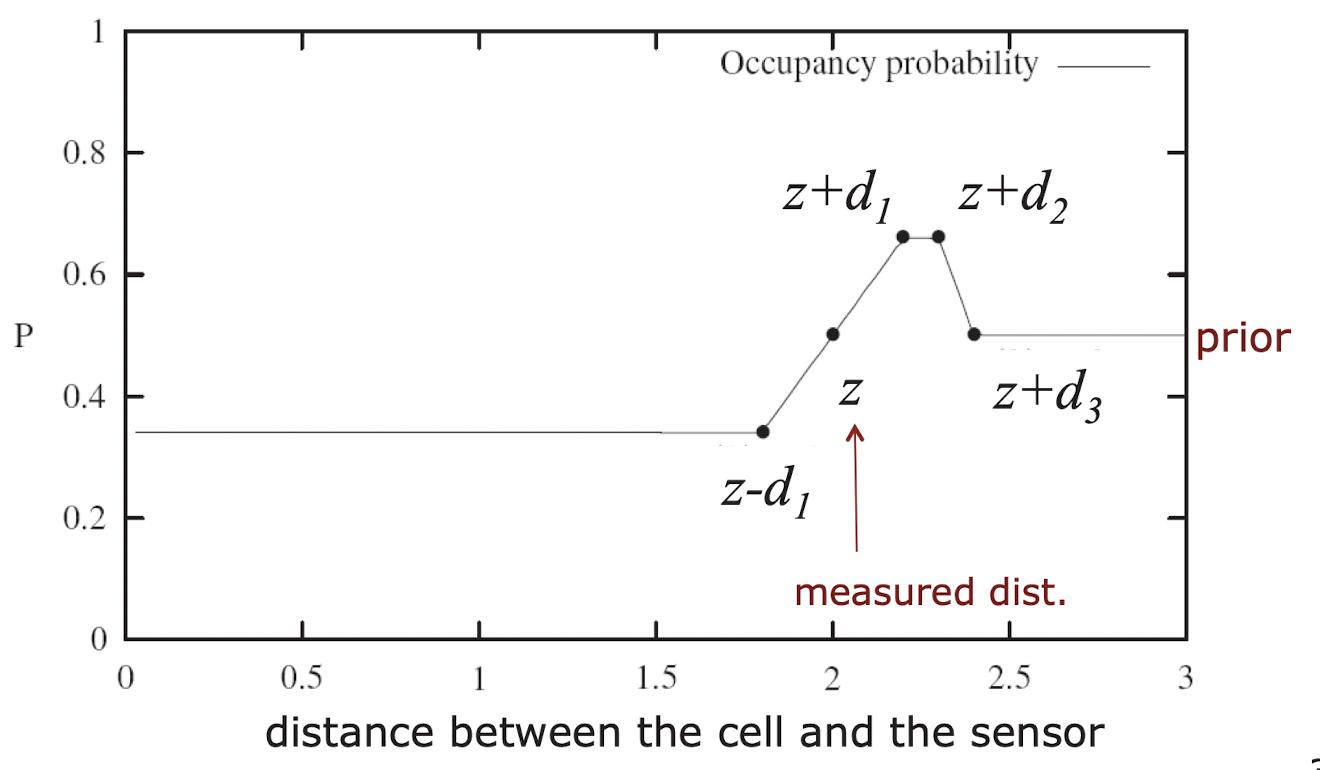 1
Occupancy probability
0.8
z+d1 z+d2
0.6
P
prior
0.4
z
z+d3
z-d1
0.2
measured dist.
0
0 0.5 1 1.5 2 2.5 3
distance between the cell and the sensor